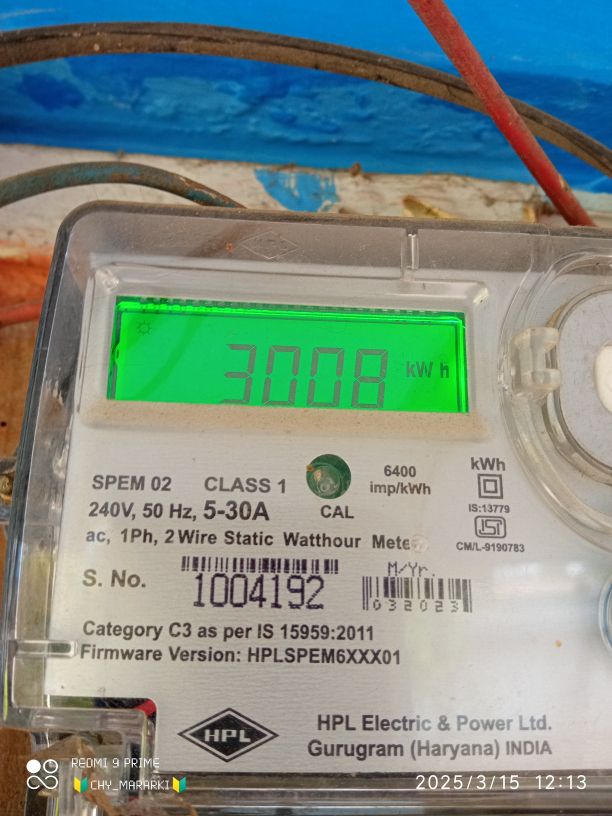 3008 kWh
SPEM 02 CLASS 1 6400 imp/kWh kWh
240V, 50 Hz, 5-30A CAL IS:13779
ac, 1Ph, 2 Wire Static Watthour Mete
CM/L-9190783
S. No. 1004192 M/Yr. 032023
Category C3 as per IS 15959:2011
Firmware Version: HPLSPEM6XXX01
HPL HPL Electric & Power Ltd.
Gurugram (Haryana) INDIA
REDMI 9 PRIME
CHY_MARARKI 2025/3/15 12:13